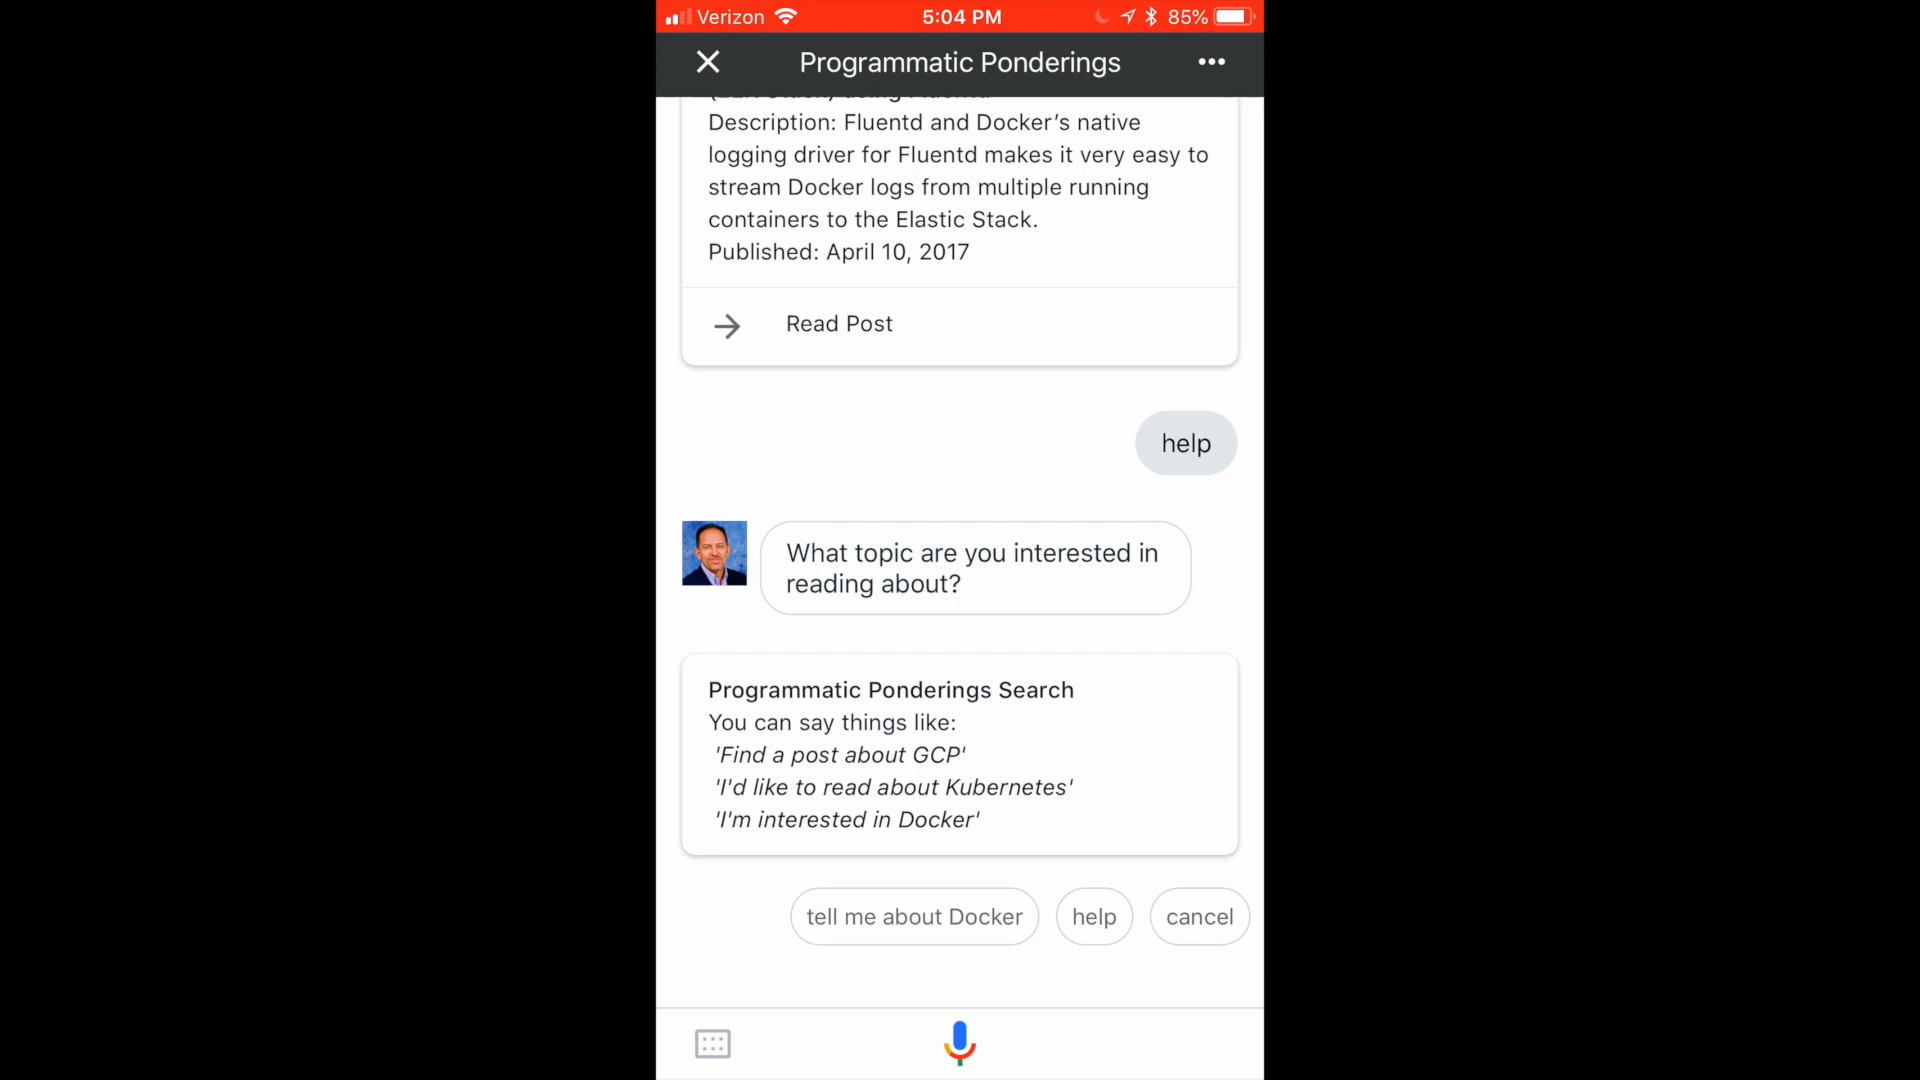 Verizon 5:04 PM 85%
Programmatic Ponderings
Description: Fluentd and Docker’s native
logging driver for Fluentd makes it very easy to
stream Docker logs from multiple running
containers to the Elastic Stack.
Published: April 10, 2017
Read Post
help
What topic are you interested in
reading about?
Programmatic Ponderings Search
You can say things like:
'Find a post about GCP'
'I'd like to read about Kubernetes'
'I'm interested in Docker'
tell me about Docker help cancel